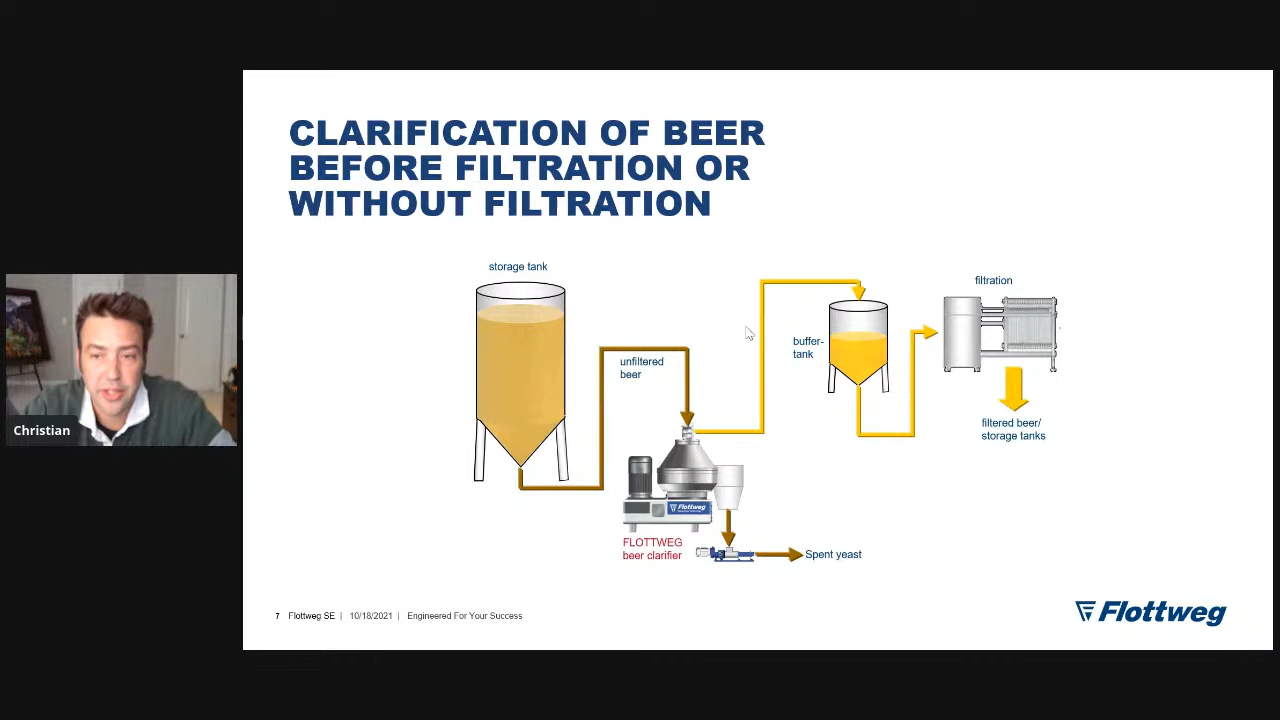 CLARIFICATION OF BEER
BEFORE FILTRATION OR
WITHOUT FILTRATION
storage tank
filtration
unfiltered
beer
buffer-
tank
filtered beer/
storage tanks
Christian
Flottweg
FLOTTWEG
beer clarifier
Spent yeast
7 Flottweg SE | 10/18/2021 | Engineered For Your Success
Flottweg